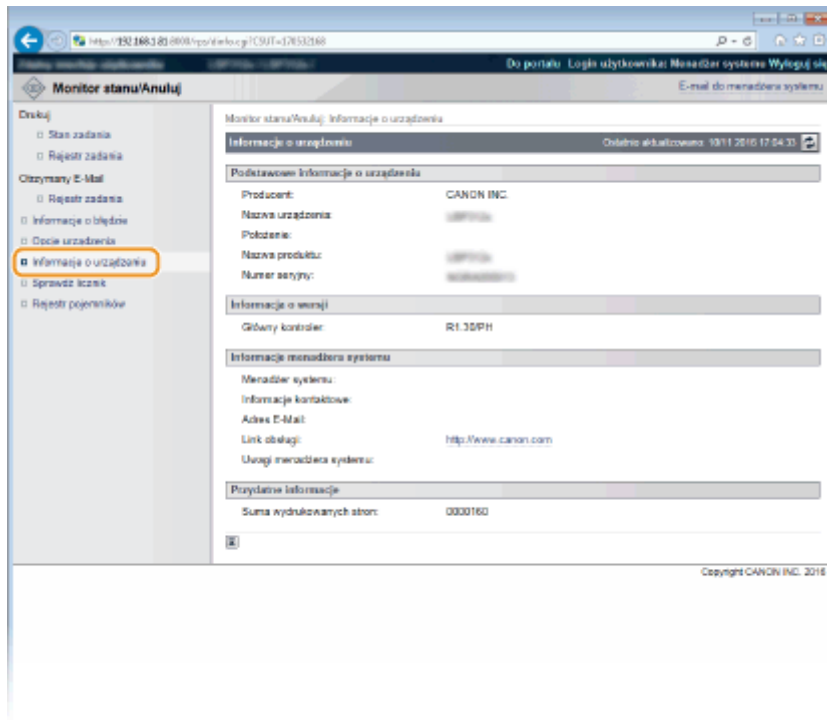 Do portalu Login użytkownika: Menadżer systemu Wyloguj się
Monitor stanu/Anuluj
E-mail do menadżera systemu
Drukuj
Stan zadania
Rejestr zadania
Otrzymany E-Mail
Rejestr zadania
Informacje o błędzie
Opcje urządzenia
Informacje o urządzeniu
Sprawdź licznik
Rejestr pojemników
Monitor stanu/Anuluj: Informacje o urządzeniu
Informacje o urządzeniu
Ostatnio aktualizowano: 10/11 2016 17:04:33
Podstawowe informacje o urządzeniu
Producent: CANON INC.
Nazwa urządzenia:
Położenie:
Nazwa produktu:
Numer seryjny:
Informacja o wersji
Główny kontroler: R1.30/PH
Informacje menadżera systemu
Menadżer systemu:
Informacje kontaktowe:
Adres E-Mail:
Link obsługi: http://www.canon.com
Uwagi menadżera systemu:
Przydatne informacje
Suma wydrukowanych stron: 0000160
Copyright CANON INC. 2016